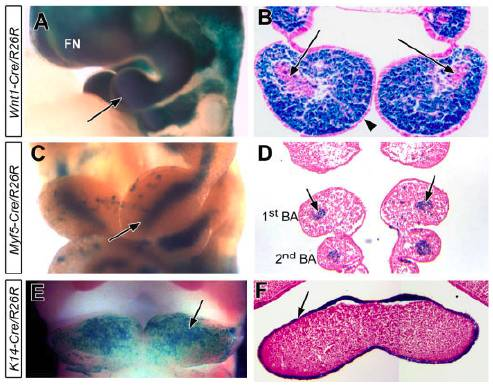 Wnt1-Cre/R26R
A
FN
B
Myf5-Cre/R26R
C
D
1st BA
2nd BA
K14-Cre/R26R
E
F